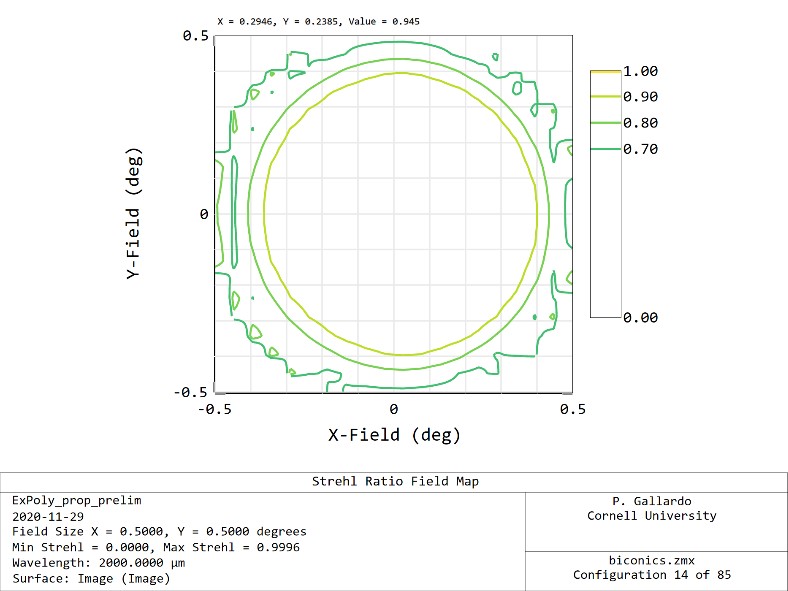 X = 0.2946, Y = 0.2385, Value = 0.945
0.5
1.00
0.90
0.80
0.70
Y-Field (deg)
0
0.00
-0.5
-0.5 0 0.5
X-Field (deg)
Strehl Ratio Field Map
ExPoly_prop_prelim
2020-11-29
Field Size X = 0.5000, Y = 0.5000 degrees
Min Strehl = 0.0000, Max Strehl = 0.9996
Wavelength: 2000.0000 µm
Surface: Image (Image)
P. Gallardo
Cornell University
biconics.zmx
Configuration 14 of 85